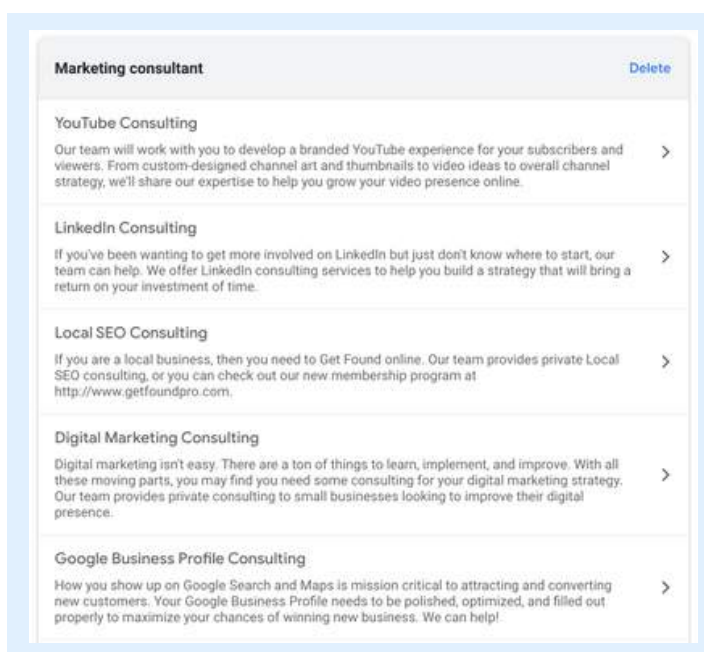 Marketing consultant
Delete
YouTube Consulting
Our team will work with you to develop a branded YouTube experience for your subscribers and
viewers. From custom-designed channel art and thumbnails to video ideas to overall channel
strategy, we'll share our expertise to help you grow your video presence online.
LinkedIn Consulting
If you've been wanting to get more involved on LinkedIn but just don't know where to start, our
team can help. We offer LinkedIn consulting services to help you build a strategy that will bring a
return on your investment of time.
Local SEO Consulting
If you are a local business, then you need to Get Found online. Our team provides private Local
SEO consulting, or you can check out our new membership program at
http://www.getfoundpro.com.
Digital Marketing Consulting
Digital marketing isn't easy. There are a ton of things to learn, implement, and improve. With all
these moving parts, you may find you need some consulting for your digital marketing strategy.
Our team provides private consulting to small businesses looking to improve their digital
presence.
Google Business Profile Consulting
How you show up on Google Search and Maps is mission critical to attracting and converting
new customers. Your Google Business Profile needs to be polished, optimized, and filled out
properly to maximize your chances of winning new business. We can help!